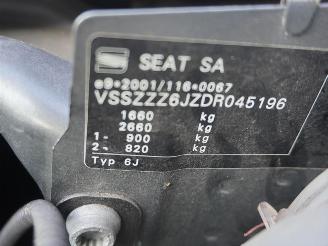 SEAT SA
e9*2001/116*0067
VSSZZZ6JZDR045196
1660 kg
2660 kg
1- 900 kg
2- 820 kg
Typ 6J